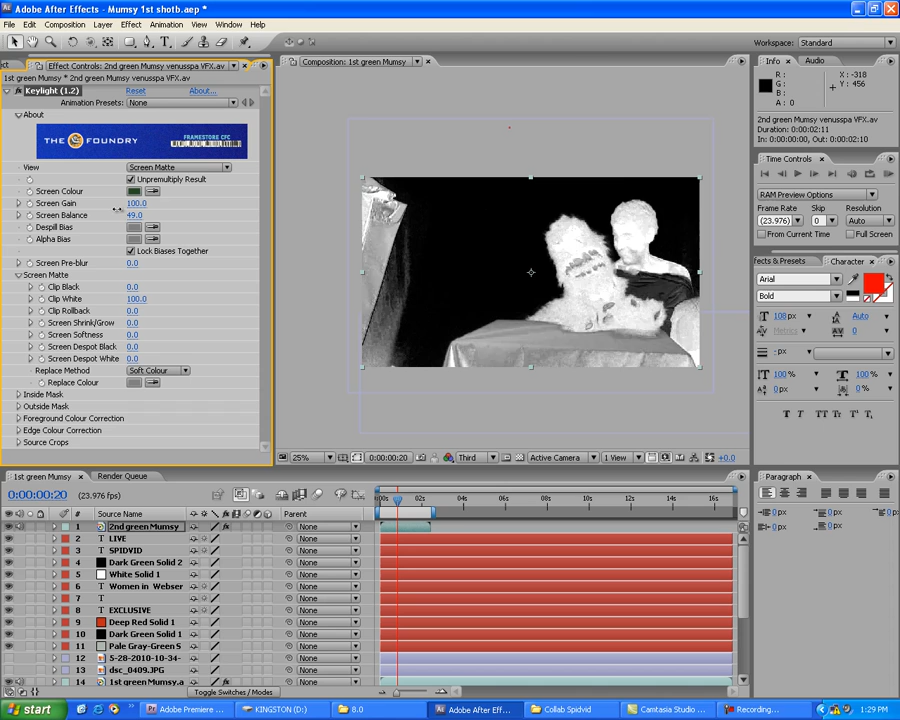 Adobe After Effects - Mumsy 1st shotb.aep *
File Edit Composition Layer Effect Animation View Window Help
Workspace: Standard
Effect Controls: 2nd green Mumsy venusspa VFX.av
1st green Mumsy * 2nd green Mumsy venusspa VFX.av
Keylight (1.2) Reset About...
Animation Presets: None
About
THE FOUNDRY FRAMESTORE CFC
View Screen Matte
Unpremultiply Result
Screen Colour
Screen Gain 100.0
Screen Balance 49.0
Despill Bias
Alpha Bias
Lock Biases Together
Screen Pre-blur 0.0
Screen Matte
Clip Black 0.0
Clip White 100.0
Clip Rollback 0.0
Screen Shrink/Grow 0.0
Screen Softness 0.0
Screen Despot Black 0.0
Screen Despot White 0.0
Replace Method Soft Colour
Replace Colour
Inside Mask
Outside Mask
Foreground Colour Correction
Edge Colour Correction
Source Crops
Composition: 1st green Mumsy
25% 0:00:00:20 Third Active Camera 1 View +0.0
Info Audio
R :
G :
B :
A : 0
X : -318
Y : 456
2nd green Mumsy venusspa VFX.av
Duration: 0:00:02:11
In: 0:00:00:00, Out: 0:00:02:10
Time Controls
RAM Preview Options
Frame Rate Skip Resolution
(23.976) 0 Auto
From Current Time Full Screen
Effects & Presets Character
Arial
Bold
108 px Auto
Metrics 0
- px
100 % 100 %
0 px 0 %
T T TT Tr T¹ T₁
Paragraph
0 px 0 px 0 px
0 px 0 px
1st green Mumsy Render Queue
0:00:00:20 (23.976 fps)
# Source Name Parent
00s 02s 04s 06s 08s 10s 12s 14s 16s
1 2nd green Mumsy None
2 T LIVE None
3 T SPIDVID None
4 Dark Green Solid 2 None
5 White Solid 1 None
6 T Women in Webser None
7 T None
8 T EXCLUSIVE None
9 Deep Red Solid 1 None
10 Dark Green Solid 1 None
11 Pale Gray-Green S None
12 5-28-2010-10-34- None
13 dsc_0409.JPG None
14 1st green Mumsy.a None
Toggle Switches / Modes
start Adobe Premiere ... KINGSTON (D:) 8.0 Adobe After Eff... Collab Spidvid Camtasia Studio ... Recording... 1:29 PM